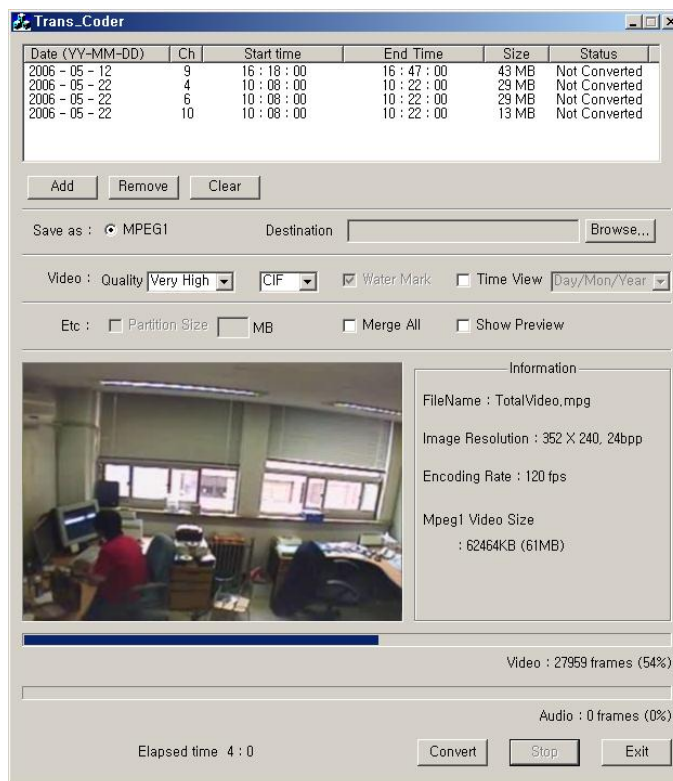 Trans_Coder
Date (YY-MM-DD) Ch Start time End Time Size Status
2006 - 05 - 12 9 16 : 18 : 00 16 : 47 : 00 43 MB Not Converted
2006 - 05 - 22 4 10 : 08 : 00 10 : 22 : 00 29 MB Not Converted
2006 - 05 - 22 6 10 : 08 : 00 10 : 22 : 00 29 MB Not Converted
2006 - 05 - 22 10 10 : 08 : 00 10 : 22 : 00 13 MB Not Converted
Add Remove Clear
Save as : MPEG1 Destination Browse...
Video : Quality Very High CIF Water Mark Time View Day/Mon/Year
Etc : Partition Size MB Merge All Show Preview
Information
FileName : TotalVideo.mpg
Image Resolution : 352 X 240, 24bpp
Encoding Rate : 120 fps
Mpeg1 Video Size
: 62464KB (61MB)
Video : 27959 frames (54%)
Audio : 0 frames (0%)
Elapsed time 4 : 0 Convert Stop Exit